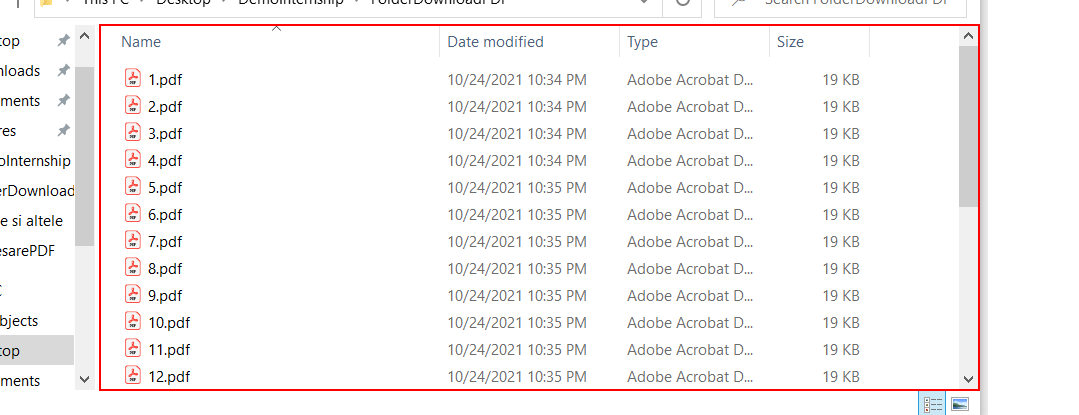 This PC > Desktop > DemoInternship > FolderDownloadPDF
Search FolderDownloadPDF
Name Date modified Type Size
1.pdf 10/24/2021 10:34 PM Adobe Acrobat D... 19 KB
2.pdf 10/24/2021 10:34 PM Adobe Acrobat D... 19 KB
3.pdf 10/24/2021 10:34 PM Adobe Acrobat D... 19 KB
4.pdf 10/24/2021 10:34 PM Adobe Acrobat D... 19 KB
5.pdf 10/24/2021 10:35 PM Adobe Acrobat D... 19 KB
6.pdf 10/24/2021 10:35 PM Adobe Acrobat D... 19 KB
7.pdf 10/24/2021 10:35 PM Adobe Acrobat D... 19 KB
8.pdf 10/24/2021 10:35 PM Adobe Acrobat D... 19 KB
9.pdf 10/24/2021 10:35 PM Adobe Acrobat D... 19 KB
10.pdf 10/24/2021 10:35 PM Adobe Acrobat D... 19 KB
11.pdf 10/24/2021 10:35 PM Adobe Acrobat D... 19 KB
12.pdf 10/24/2021 10:35 PM Adobe Acrobat D... 19 KB
top
nloads
ments
res
oInternship
erDownload
e si altele
esarePDF
bjects
top
ments
PDF